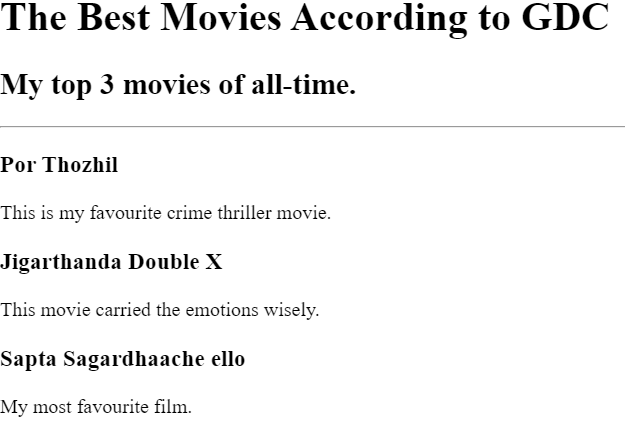 The Best Movies According to GDC
My top 3 movies of all-time.
Por Thozhil
This is my favourite crime thriller movie.
Jigarthanda Double X
This movie carried the emotions wisely.
Sapta Sagardhaache ello
My most favourite film.